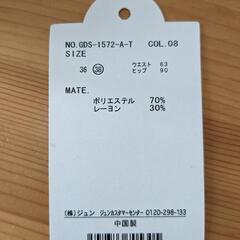 NO.GDS-1572-A-T COL.08
SIZE
36 38 ウエスト 63
ヒップ 90
MATE.
ポリエステル 70%
レーヨン 30%
(株)ジュン ジュンカスタマーセンター 0120-298-133
中国製